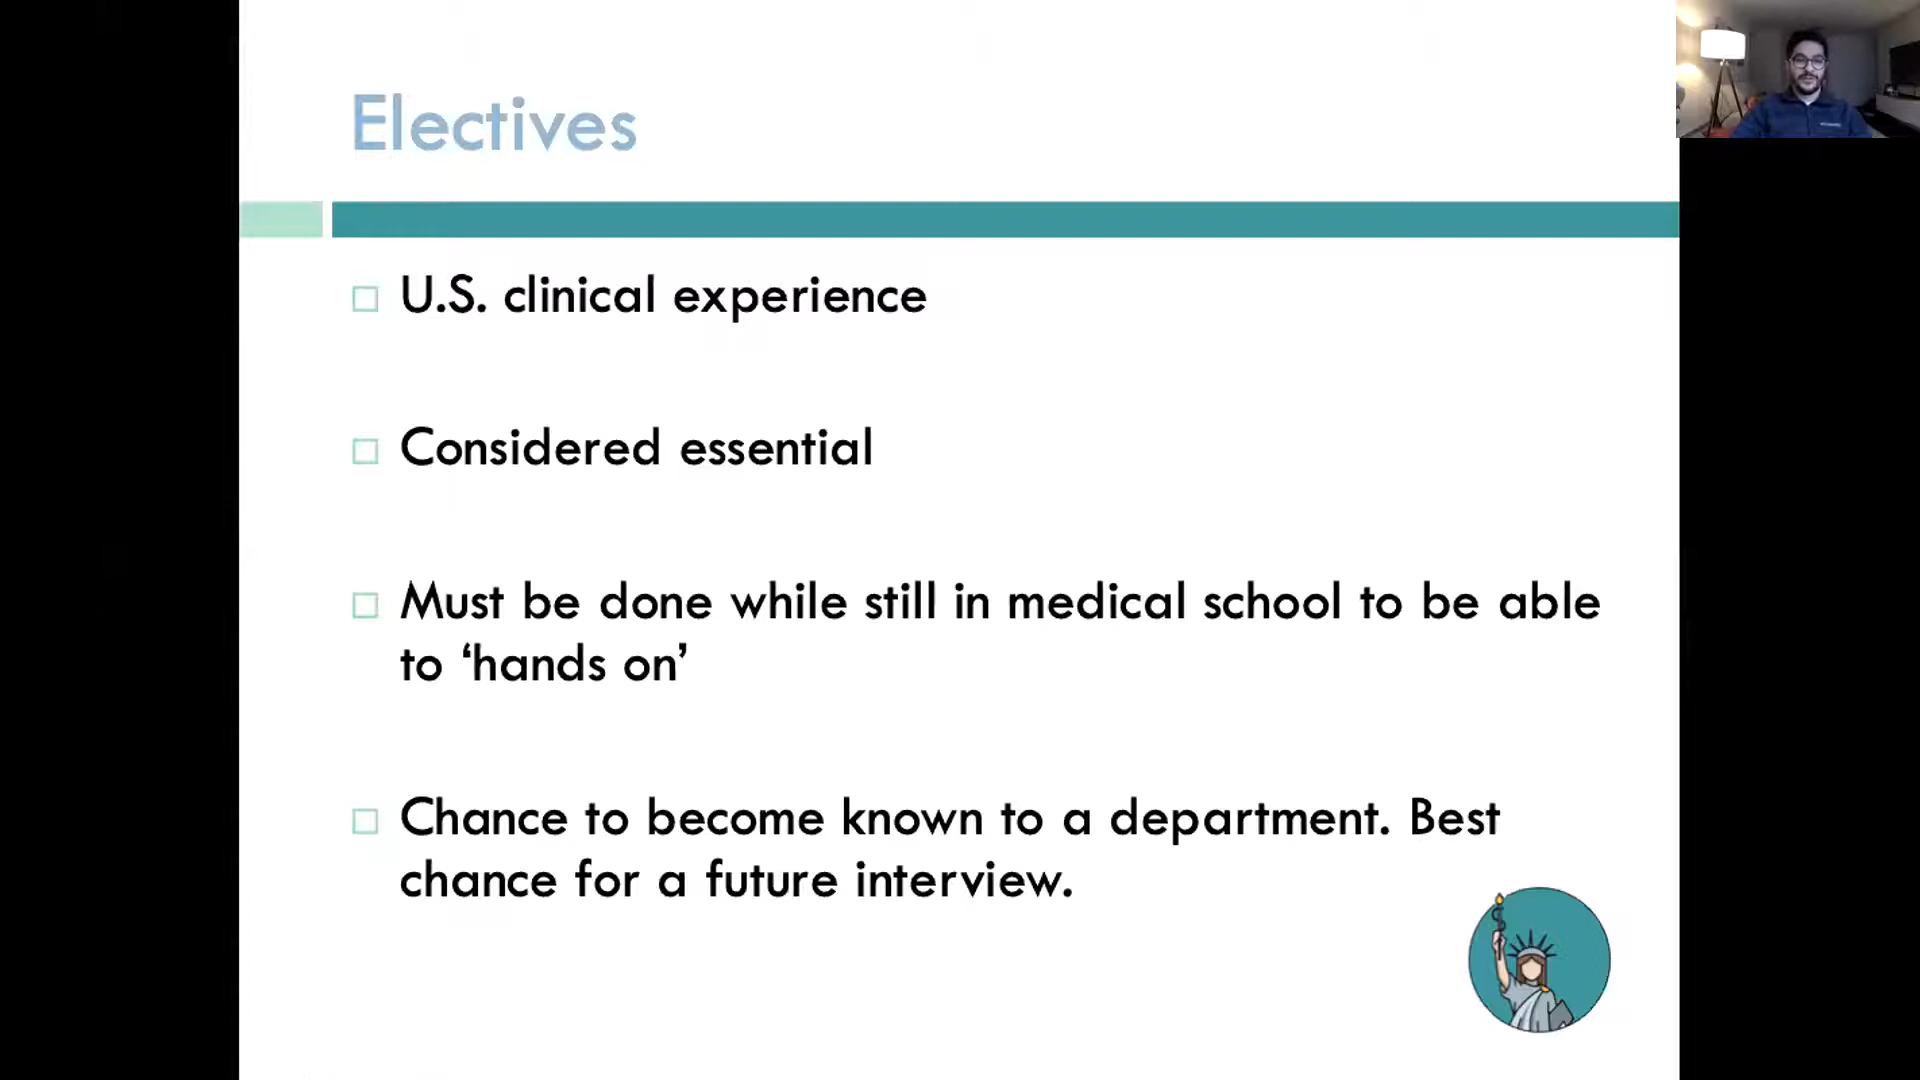 Electives
U.S. clinical experience
Considered essential
Must be done while still in medical school to be able
to ‘hands on’
Chance to become known to a department. Best
chance for a future interview.